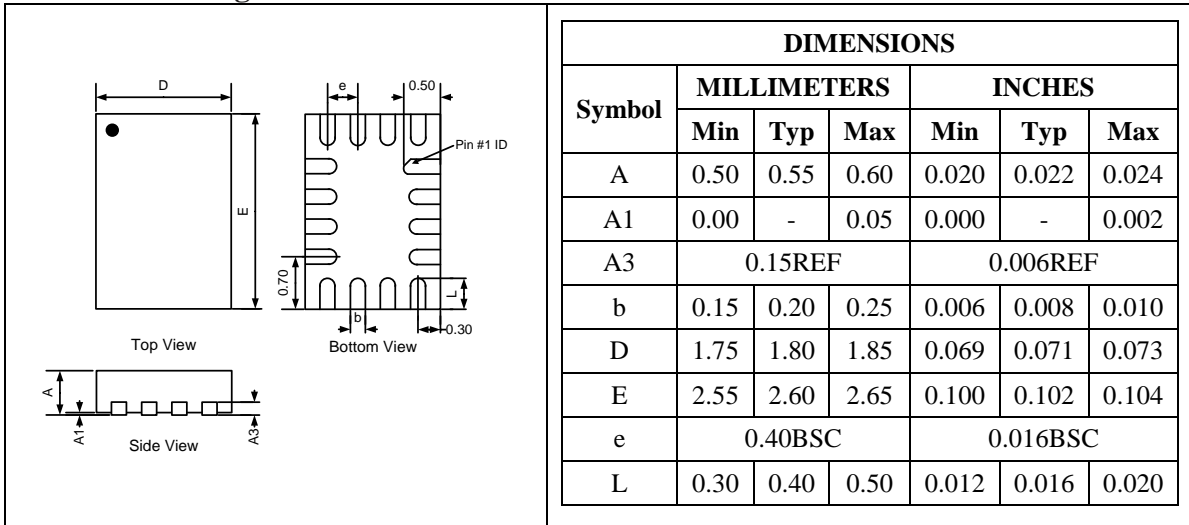 D
E
Top View
A
A1
A3
Side View
e
0.50
Pin #1 ID
0.70
L
b
0.30
Bottom View
DIMENSIONS
Symbol MILLIMETERS INCHES
Min Typ Max Min Typ Max
A 0.50 0.55 0.60 0.020 0.022 0.024
A1 0.00 - 0.05 0.000 - 0.002
A3 0.15REF 0.006REF
b 0.15 0.20 0.25 0.006 0.008 0.010
D 1.75 1.80 1.85 0.069 0.071 0.073
E 2.55 2.60 2.65 0.100 0.102 0.104
e 0.40BSC 0.016BSC
L 0.30 0.40 0.50 0.012 0.016 0.020